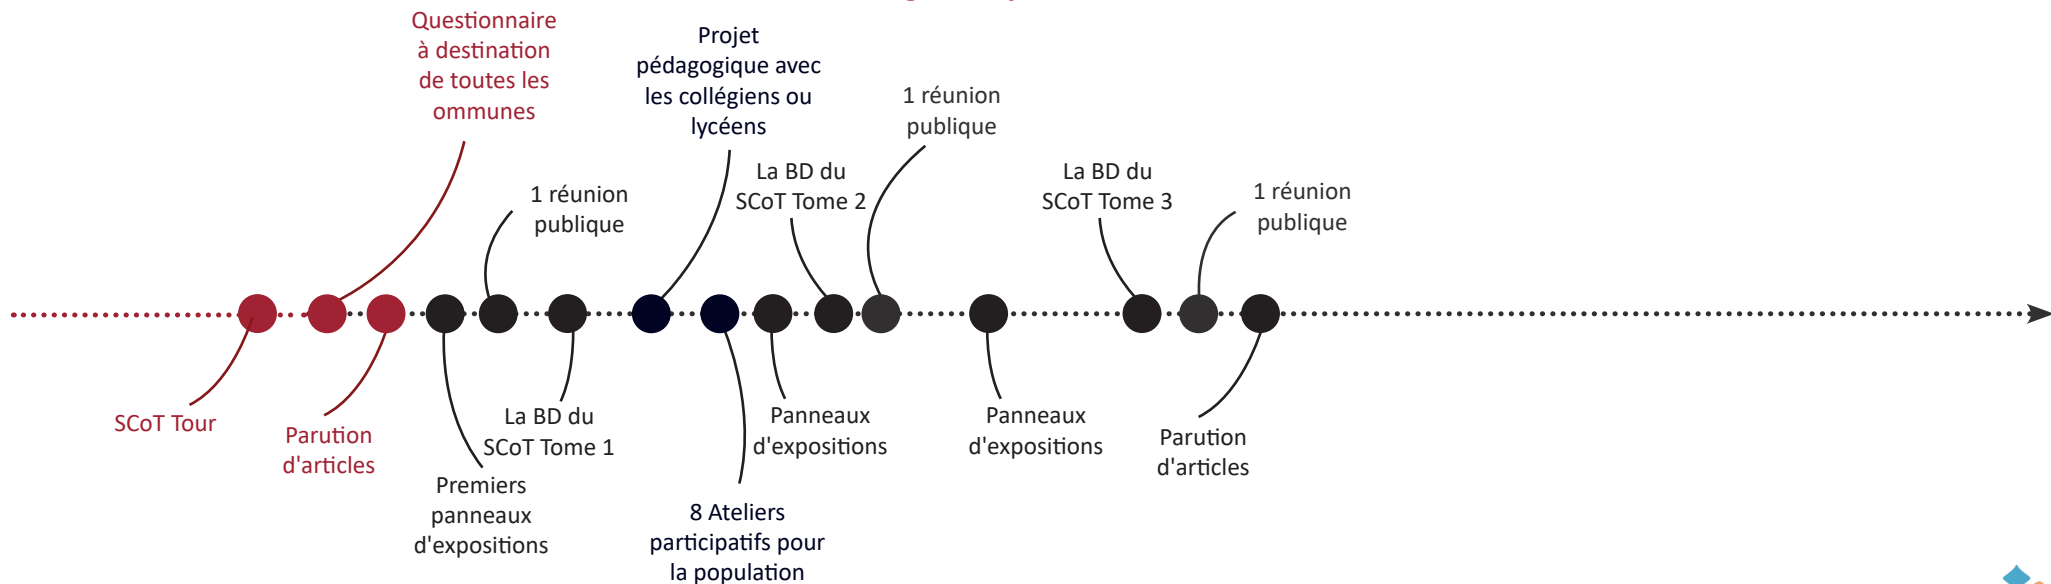 Questionnaire
à destination
de toutes les
ommunes
Projet
pédagogique avec
les collégiens ou
lycéens
1 réunion
publique
1 réunion
publique
La BD du
SCoT Tome 2
La BD du
SCoT Tome 3
1 réunion
publique
SCoT Tour
Parution
d'articles
Premiers
panneaux
d'expositions
La BD du
SCoT Tome 1
8 Ateliers
participatifs pour
la population
Panneaux
d'expositions
Panneaux
d'expositions
Parution
d'articles